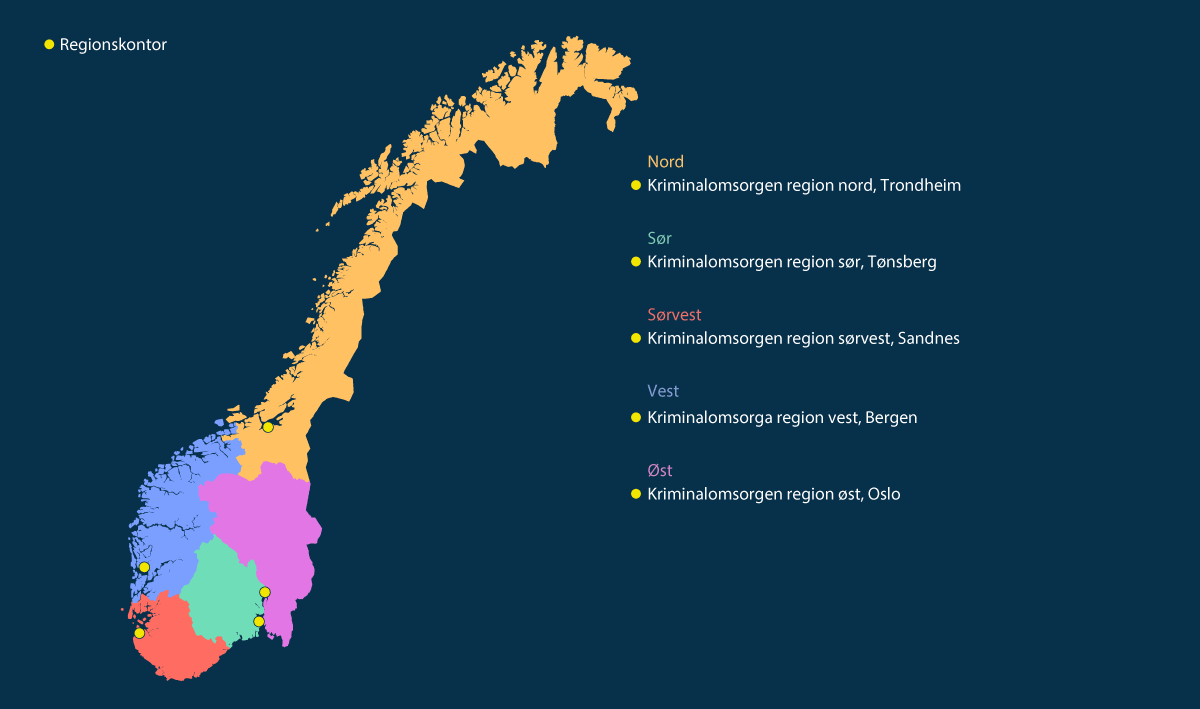 Regionskontor
Nord
Kriminalomsorgen region nord, Trondheim
Sør
Kriminalomsorgen region sør, Tønsberg
Sørvest
Kriminalomsorgen region sørvest, Sandnes
Vest
Kriminalomsorga region vest, Bergen
Øst
Kriminalomsorgen region øst, Oslo